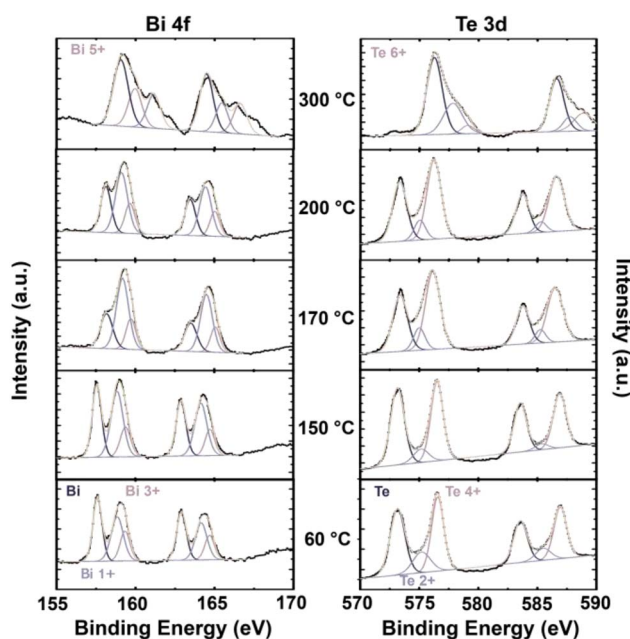 Bi 4f Te 3d
Bi 5+ Te 6+
300 °C
200 °C
170 °C
150 °C
Bi Bi 3+ Te Te 4+
60 °C
Bi 1+ Te 2+
155 160 165 170 570 575 580 585 590
Binding Energy (eV) Binding Energy (eV)
Intensity (a.u.)
Intensity (a.u.)